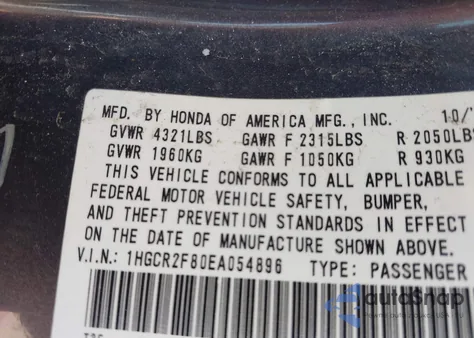 MFD. BY HONDA OF AMERICA MFG., INC. 10/
GVWR 4321LBS GAWR F 2315LBS R 2050LBS
GVWR 1960KG GAWR F 1050KG R 930KG
THIS VEHICLE CONFORMS TO ALL APPLICABLE
FEDERAL MOTOR VEHICLE SAFETY, BUMPER,
AND THEFT PREVENTION STANDARDS IN EFFECT
ON THE DATE OF MANUFACTURE SHOWN ABOVE.
V.I.N.: 1HGCR2F80EA054896 TYPE: PASSENGER
autoSnap